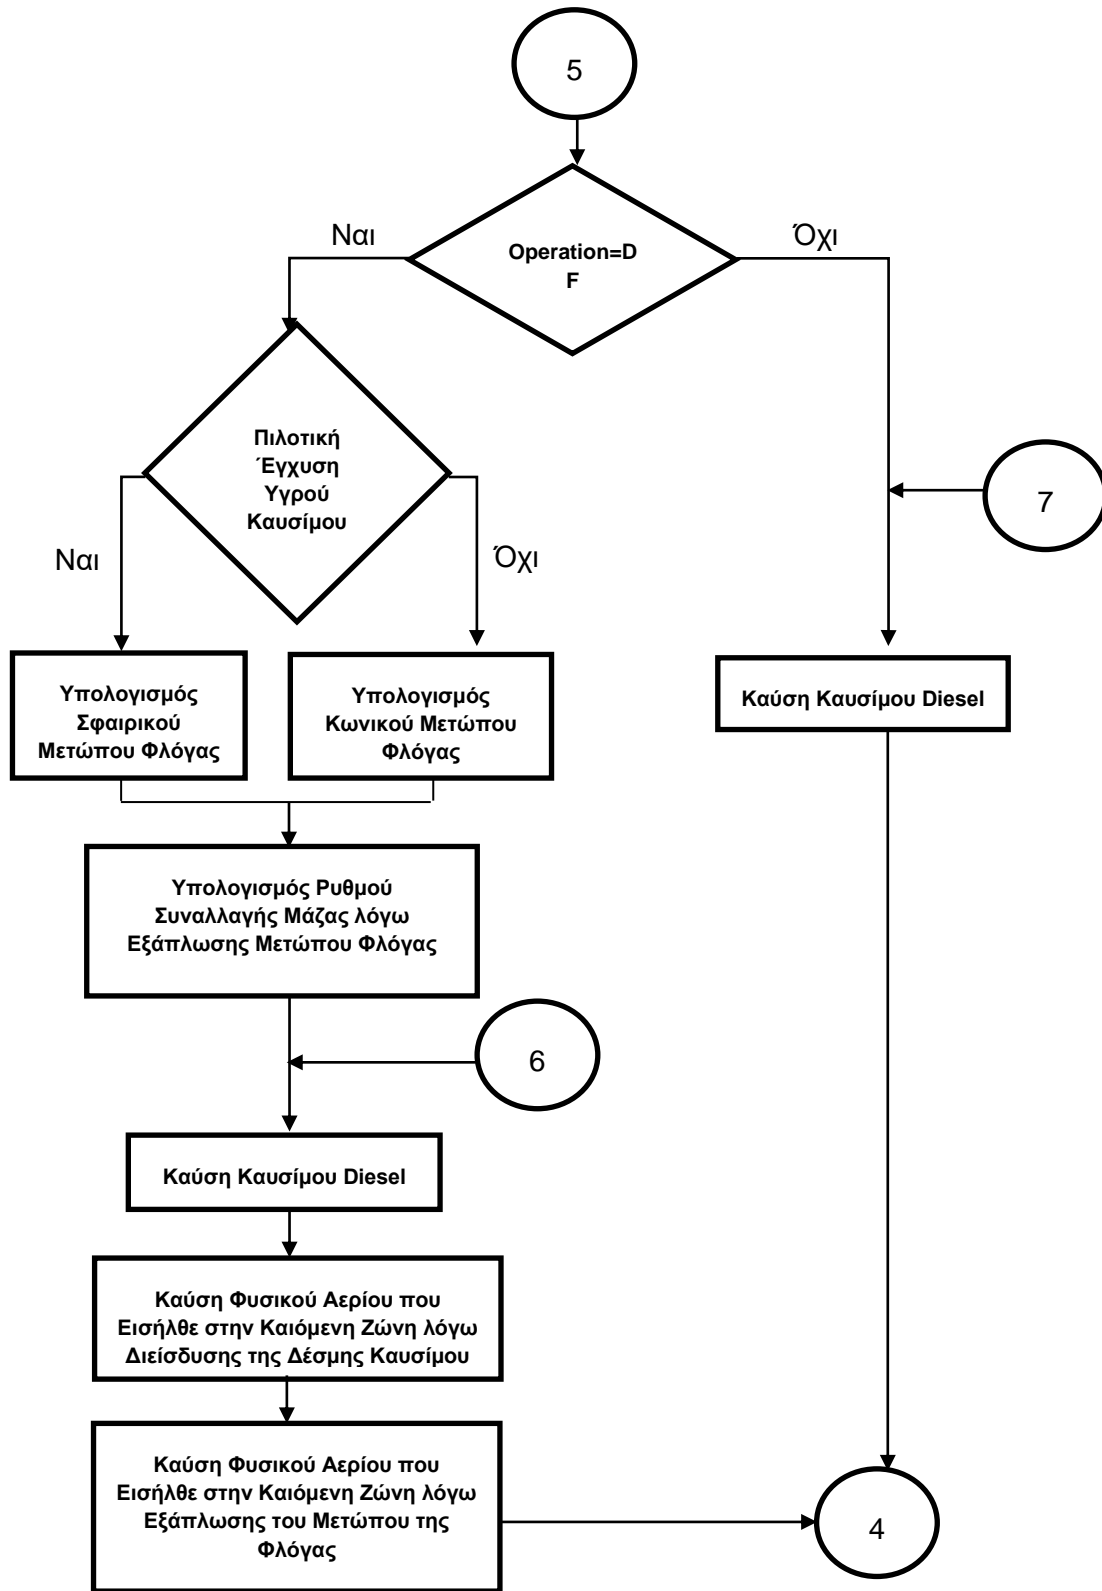 5
Ναι
Όχι
Operation=D
F
Πιλοτική
Έγχυση
Υγρού
Καυσίμου
7
Ναι
Όχι
Υπολογισμός
Σφαιρικού
Μετώπου Φλόγας
Υπολογισμός
Κωνικού Μετώπου
Φλόγας
Καύση Καυσίμου Diesel
Υπολογισμός Ρυθμού
Συναλλαγής Μάζας λόγω
Εξάπλωσης Μετώπου Φλόγας
6
Καύση Καυσίμου Diesel
Καύση Φυσικού Αερίου που
Εισήλθε στην Καιόμενη Ζώνη λόγω
Διείσδυσης της Δέσμης Καυσίμου
Καύση Φυσικού Αερίου που
Εισήλθε στην Καιόμενη Ζώνη λόγω
Εξάπλωσης του Μετώπου της
Φλόγας
4